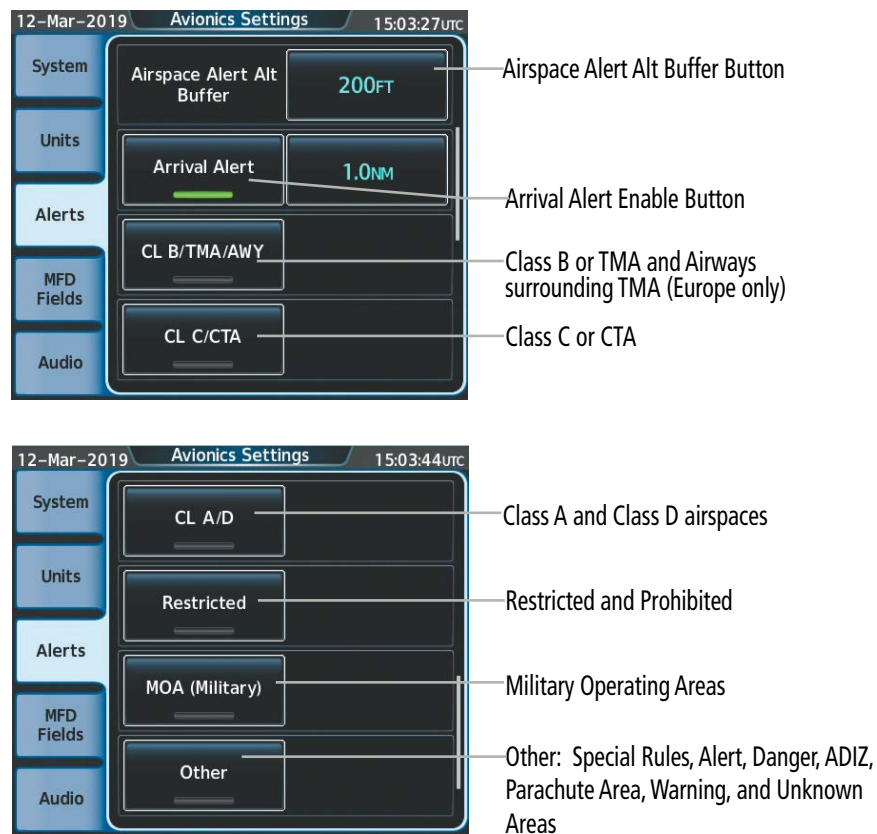 12-Mar-2019 Avionics Settings 15:03:27UTC
System
Airspace Alert Alt
Buffer
200FT
Airspace Alert Alt Buffer Button
Units
Arrival Alert
1.0NM
Arrival Alert Enable Button
Alerts
CL B/TMA/AWY
Class B or TMA and Airways
surrounding TMA (Europe only)
MFD
Fields
CL C/CTA
Class C or CTA
Audio
12-Mar-2019 Avionics Settings 15:03:44UTC
System
CL A/D
Class A and Class D airspaces
Units
Restricted
Restricted and Prohibited
Alerts
MOA (Military)
Military Operating Areas
MFD
Fields
Other
Other: Special Rules, Alert, Danger, ADIZ,
Parachute Area, Warning, and Unknown
Areas
Audio